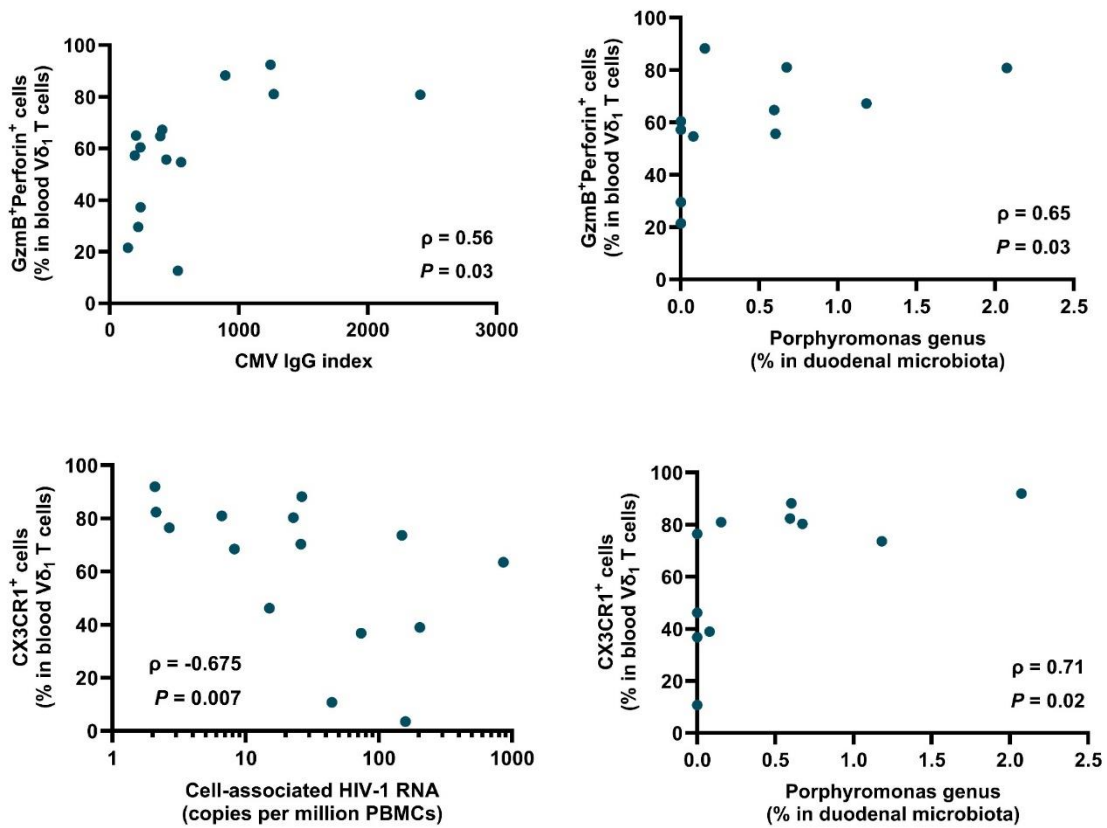 GzmB⁺Perforin⁺ cells
(% in blood Vδ₁ T cells)
100
80
60
40
20
0
ρ = 0.56
P = 0.03
0 1000 2000 3000
CMV IgG index
GzmB⁺Perforin⁺ cells
(% in blood Vδ₁ T cells)
100
80
60
40
20
0
ρ = 0.65
P = 0.03
0.0 0.5 1.0 1.5 2.0 2.5
Porphyromonas genus
(% in duodenal microbiota)
CX3CR1⁺ cells
(% in blood Vδ₁ T cells)
100
80
60
40
20
0
ρ = -0.675
P = 0.007
1 10 100 1000
Cell-associated HIV-1 RNA
(copies per million PBMCs)
CX3CR1⁺ cells
(% in blood Vδ₁ T cells)
100
80
60
40
20
0
ρ = 0.71
P = 0.02
0.0 0.5 1.0 1.5 2.0 2.5
Porphyromonas genus
(% in duodenal microbiota)